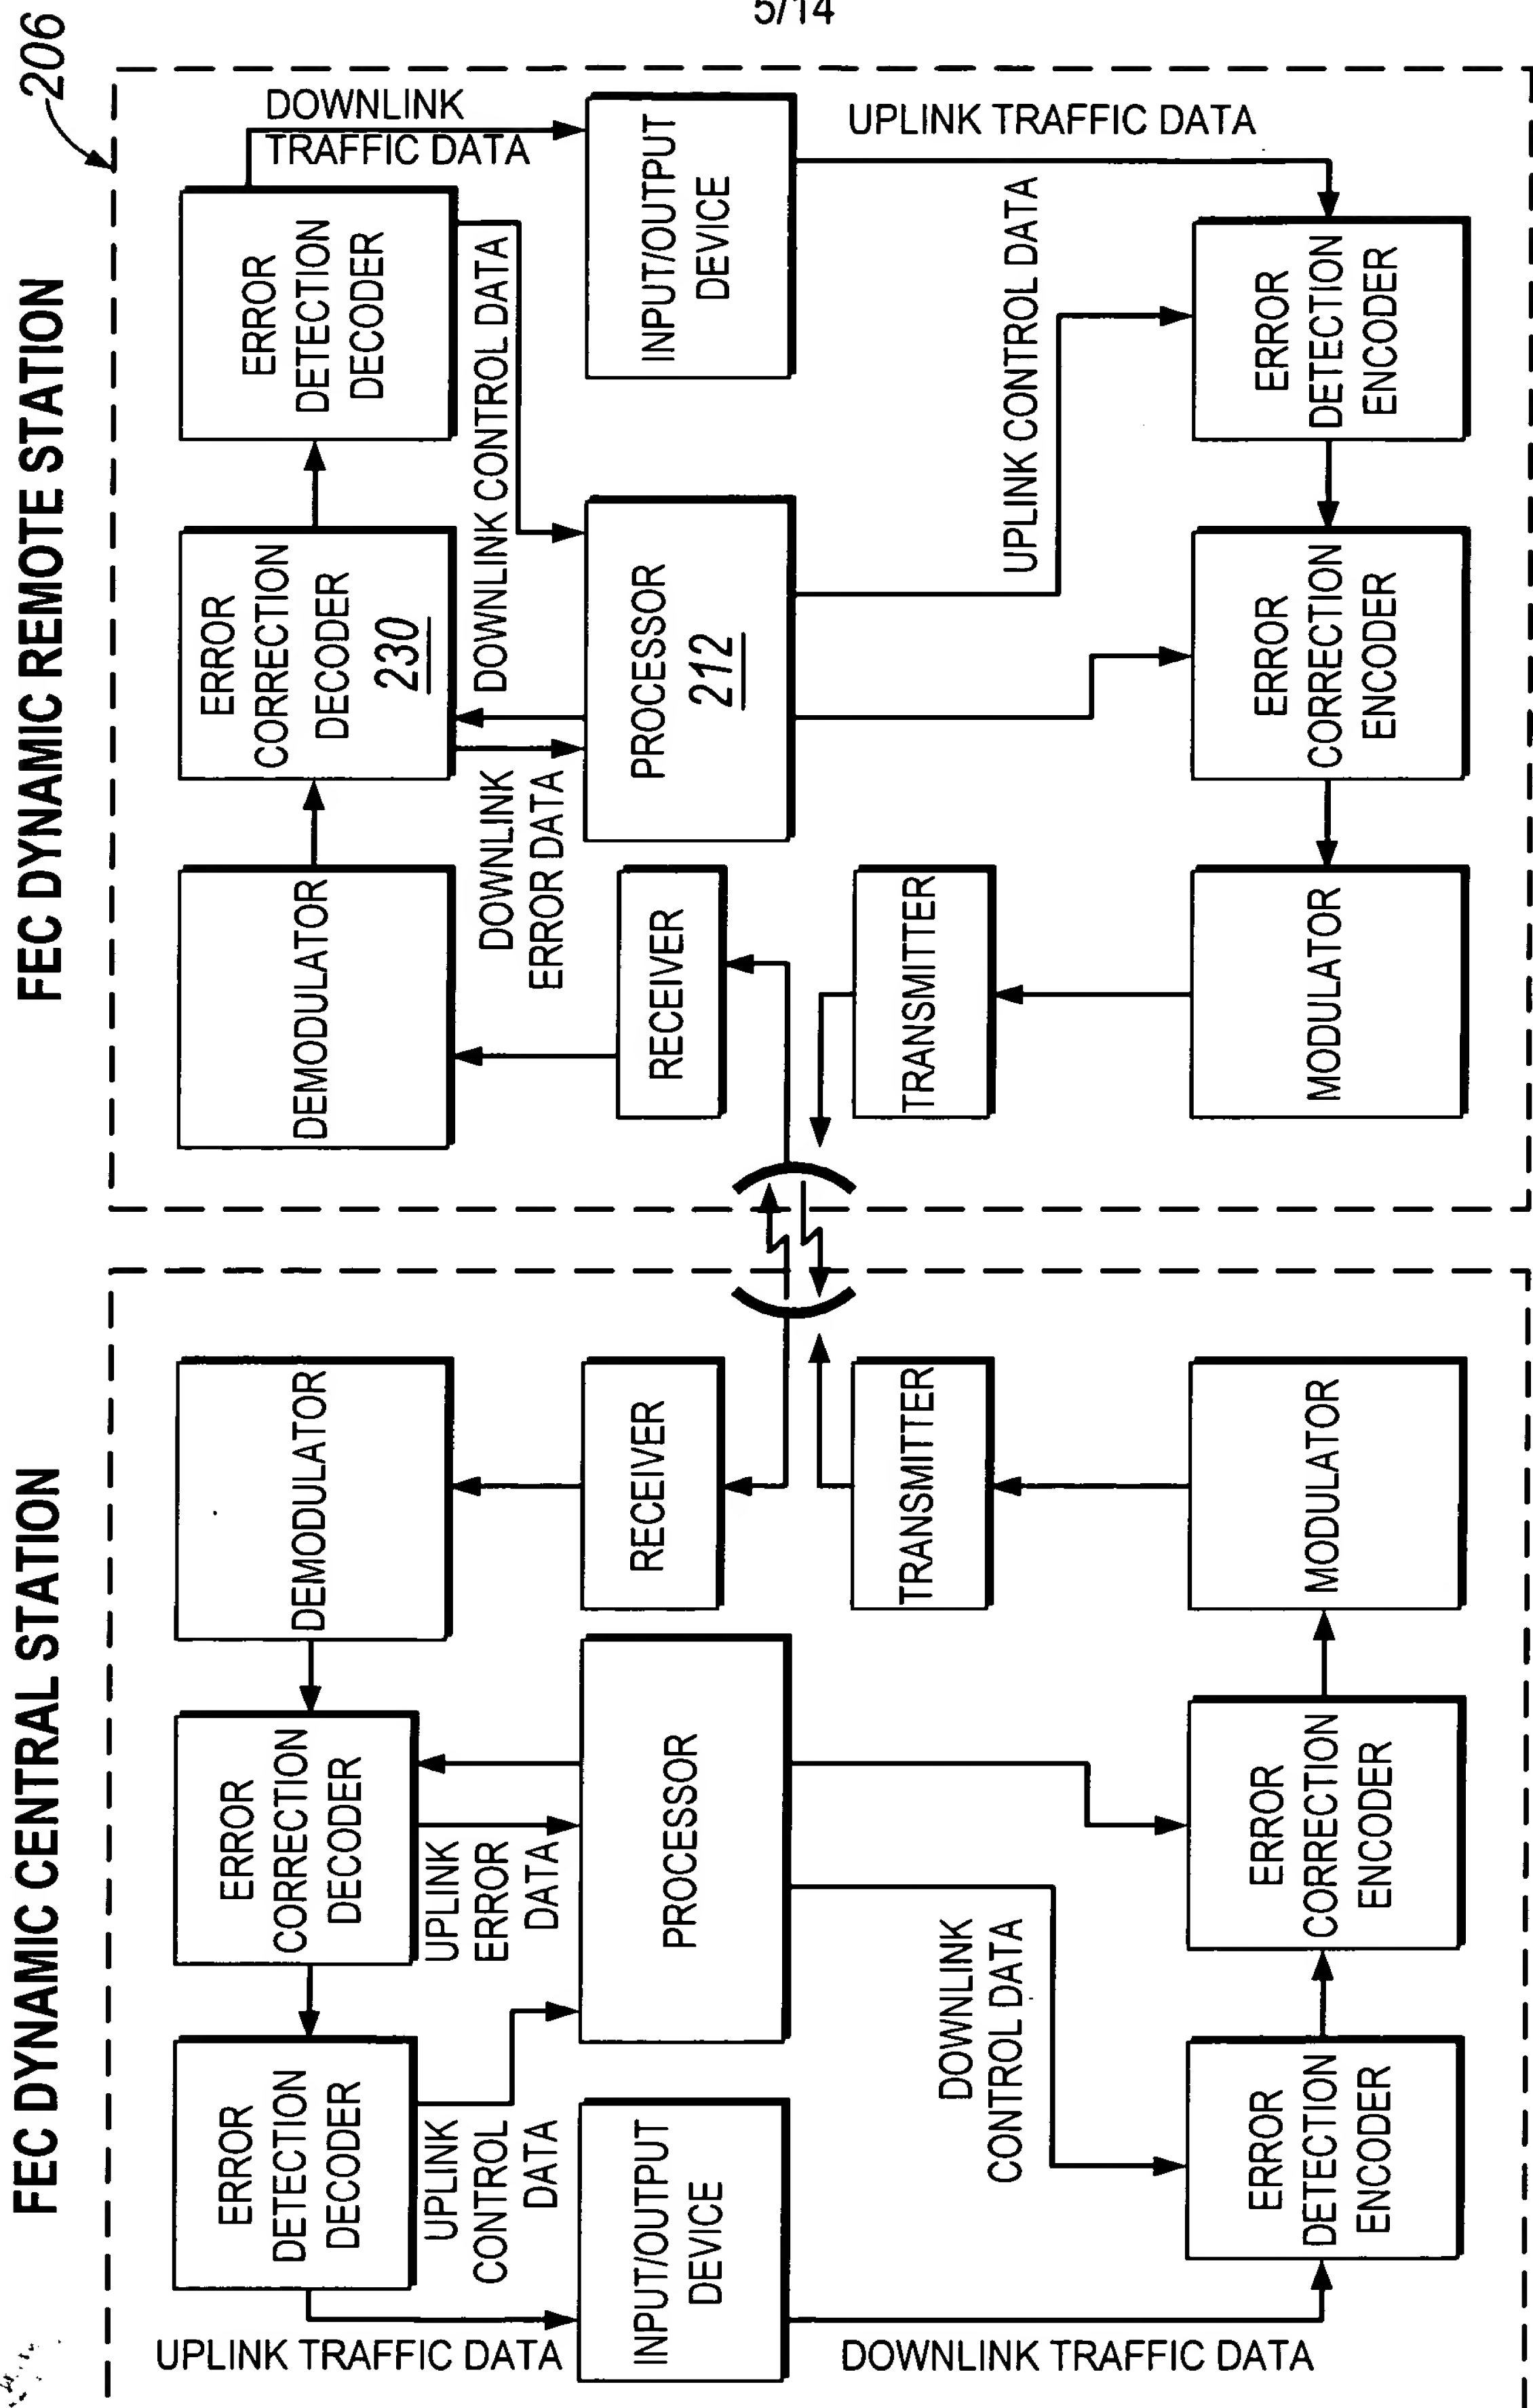 5/14
FEC DYNAMIC CENTRAL STATION
UPLINK TRAFFIC DATA
ERROR
DETECTION
DECODER
ERROR
CORRECTION
DECODER
DEMODULATOR
UPLINK
CONTROL
DATA
UPLINK
ERROR
DATA
INPUT/OUTPUT
DEVICE
PROCESSOR
RECEIVER
TRANSMITTER
DOWNLINK TRAFFIC DATA
DOWNLINK
CONTROL DATA
ERROR
DETECTION
ENCODER
ERROR
CORRECTION
ENCODER
MODULATOR
FEC DYNAMIC REMOTE STATION
206
DEMODULATOR
ERROR
CORRECTION
DECODER
230
ERROR
DETECTION
DECODER
DOWNLINK
TRAFFIC DATA
DOWNLINK
ERROR DATA
DOWNLINK CONTROL DATA
RECEIVER
PROCESSOR
212
INPUT/OUTPUT
DEVICE
TRANSMITTER
UPLINK CONTROL DATA
UPLINK TRAFFIC DATA
MODULATOR
ERROR
CORRECTION
ENCODER
ERROR
DETECTION
ENCODER